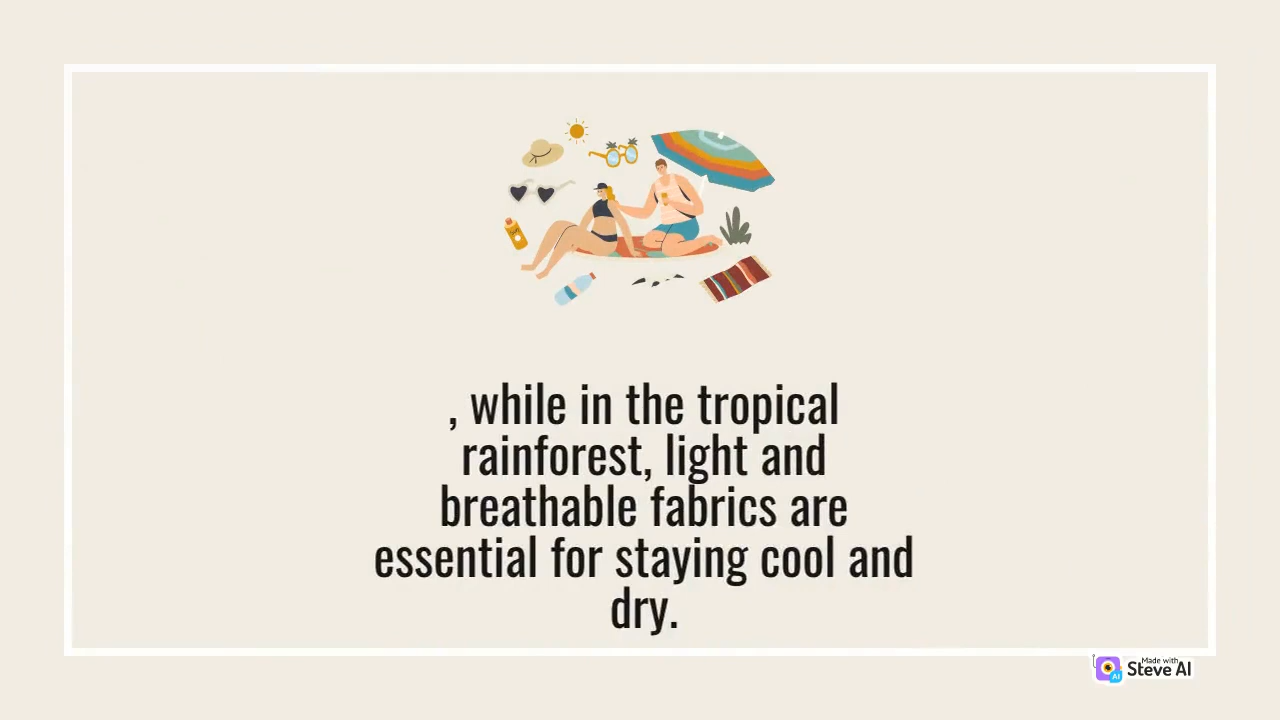 , while in the tropical
rainforest, light and
breathable fabrics are
essential for staying cool and
dry.
Made with
Steve AI
AI